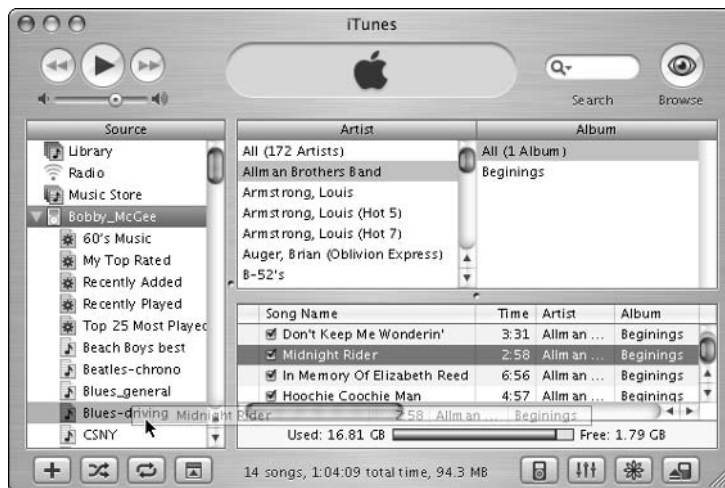 iTunes
Search
Browse
Source
Library
Radio
Music Store
Bobby_McGee
60's Music
My Top Rated
Recently Added
Recently Played
Top 25 Most Played
Beach Boys best
Beatles-chrono
Blues_general
Blues-driving
CSNY
Artist
All (172 Artists)
Allman Brothers Band
Armstrong, Louis
Armstrong, Louis (Hot 5)
Armstrong, Louis (Hot 7)
Auger, Brian (Oblivion Express)
B-52's
Album
All (1 Album)
Beginings
Song Name Time Artist Album
Don't Keep Me Wonderin' 3:31 Allman ... Beginings
Midnight Rider 2:58 Allman ... Beginings
In Memory Of Elizabeth Reed 6:56 Allman ... Beginings
Hoochie Coochie Man 4:57 Allman ... Beginings
Midnight Rider 2:58 Allman ... Beginings
Used: 16.81 GB Free: 1.79 GB
14 songs, 1:04:09 total time, 94.3 MB